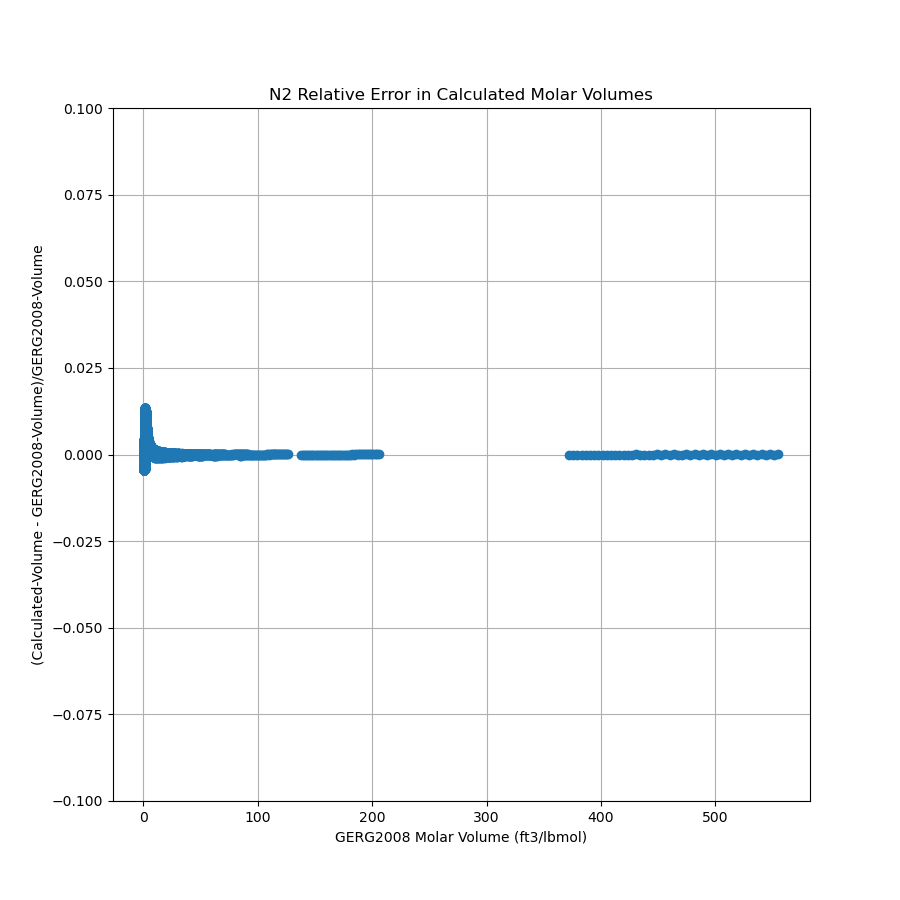 N2 Relative Error in Calculated Molar Volumes
(Calculated-Volume - GERG2008-Volume)/GERG2008-Volume
0.100
0.075
0.050
0.025
0.000
−0.025
−0.050
−0.075
−0.100
0 100 200 300 400 500
GERG2008 Molar Volume (ft3/lbmol)